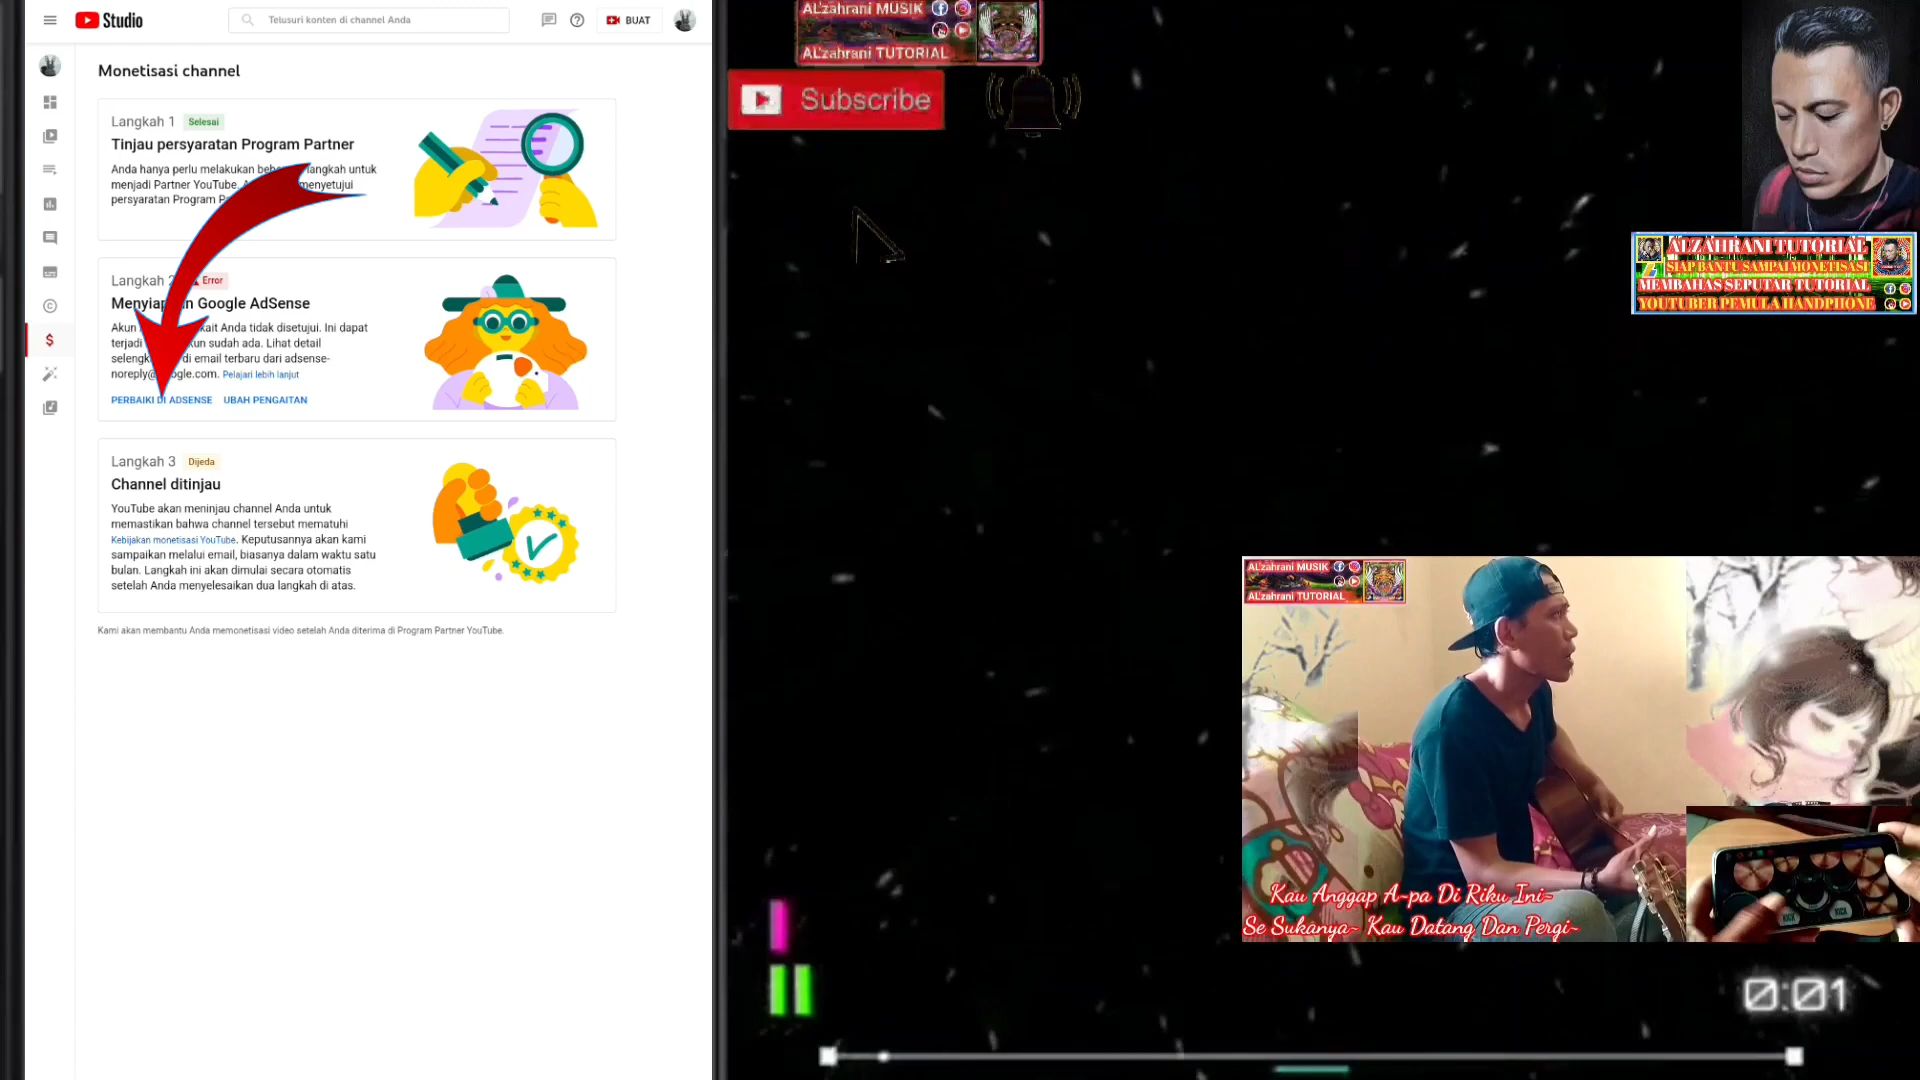 Studio
Telusuri konten di channel Anda
BUAT
Monetisasi channel
Langkah 1 Selesai
Tinjau persyaratan Program Partner
Anda hanya perlu melakukan langkah untuk
menjadi Partner YouTube. menyetujui
persyaratan Program
Langkah 2 Error
Menyiapkan Google AdSense
Akun kait Anda tidak disetujui. Ini dapat
terjadi akun sudah ada. Lihat detail
di email terbaru dari adsense-
noreply@google.com. Pelajari lebih lanjut
PERBAIKI DI ADSENSE UBAH PENGAITAN
Langkah 3 Dijeda
Channel ditinjau
YouTube akan meninjau channel Anda untuk
memastikan bahwa channel tersebut mematuhi
Kebijakan monetisasi YouTube. Keputusannya akan kami
sampaikan melalui email, biasanya dalam waktu satu
bulan. Langkah ini akan dimulai secara otomatis
setelah Anda menyelesaikan dua langkah di atas.
Kami akan membantu Anda memonetisasi video setelah Anda diterima di Program Partner YouTube.
AL'zahrani MUSIK
AL'zahrani TUTORIAL
Subscribe
ALZAHRANI TUTORIAL
SIAP BANTU SAMPAI MONETISASI
MEMBAHAS SEPUTAR TUTORIAL
YOUTUBER PEMULA HANDPHONE
AL'zahrani MUSIK
AL'zahrani TUTORIAL
Kau Anggap A-pa Di Riku Ini~
Se Sukanya~ Kau Datang Dan Pergi~
KICK
KICK
0:01